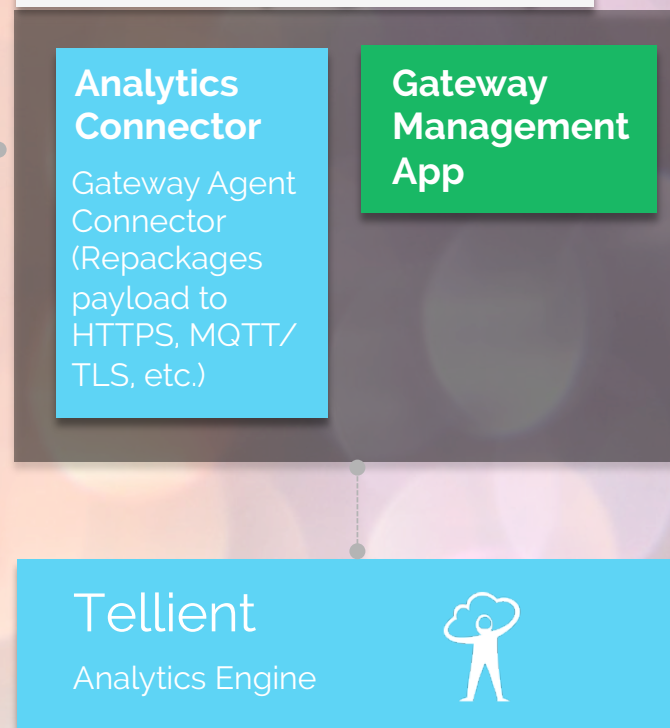 Analytics
Connector
Gateway Agent
Connector
(Repackages
payload to
HTTPS, MQTT/
TLS, etc.)
Gateway
Management
App
Tellient
Analytics Engine